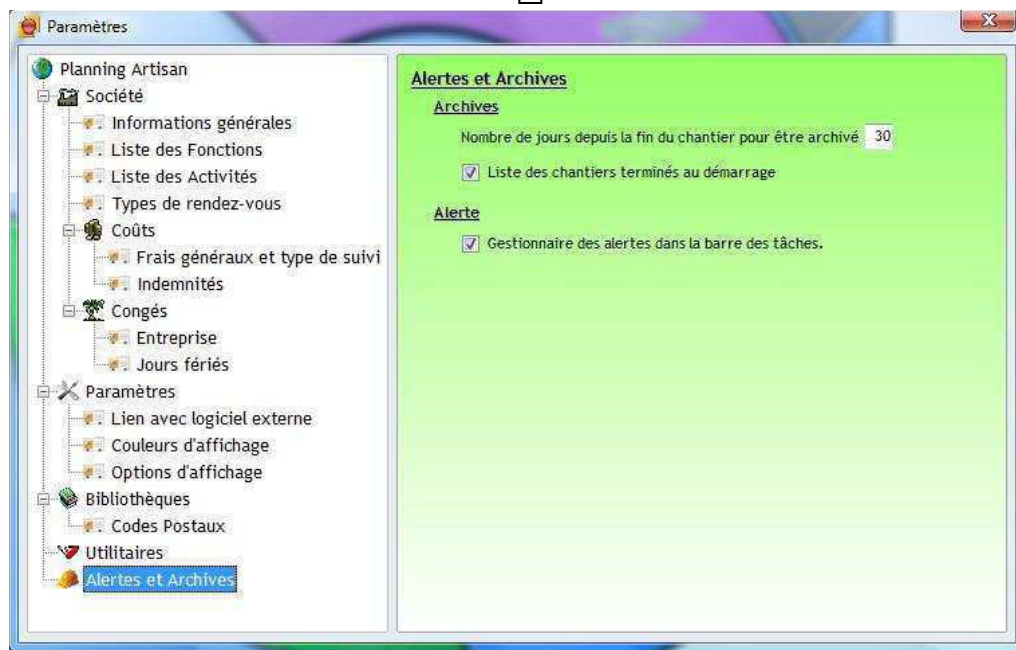 Paramètres
Planning Artisan
Société
Informations générales
Liste des Fonctions
Liste des Activités
Types de rendez-vous
Coûts
Frais généraux et type de suivi
Indemnités
Congés
Entreprise
Jours fériés
Paramètres
Lien avec logiciel externe
Couleurs d'affichage
Options d'affichage
Bibliothèques
Codes Postaux
Utilitaires
Alertes et Archives
Alertes et Archives
Archives
Nombre de jours depuis la fin du chantier pour être archivé 30
Liste des chantiers terminés au démarrage
Alerte
Gestionnaire des alertes dans la barre des tâches.